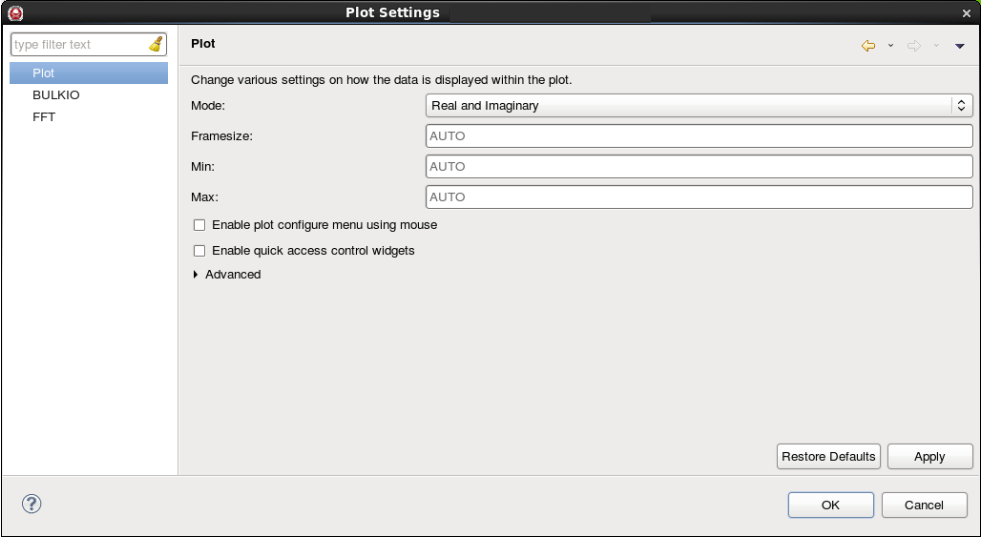 Plot Settings
type filter text
Plot
BULKIO
FFT
Plot
Change various settings on how the data is displayed within the plot.
Mode: Real and Imaginary
Framesize: AUTO
Min: AUTO
Max: AUTO
Enable plot configure menu using mouse
Enable quick access control widgets
Advanced
Restore Defaults Apply
OK Cancel